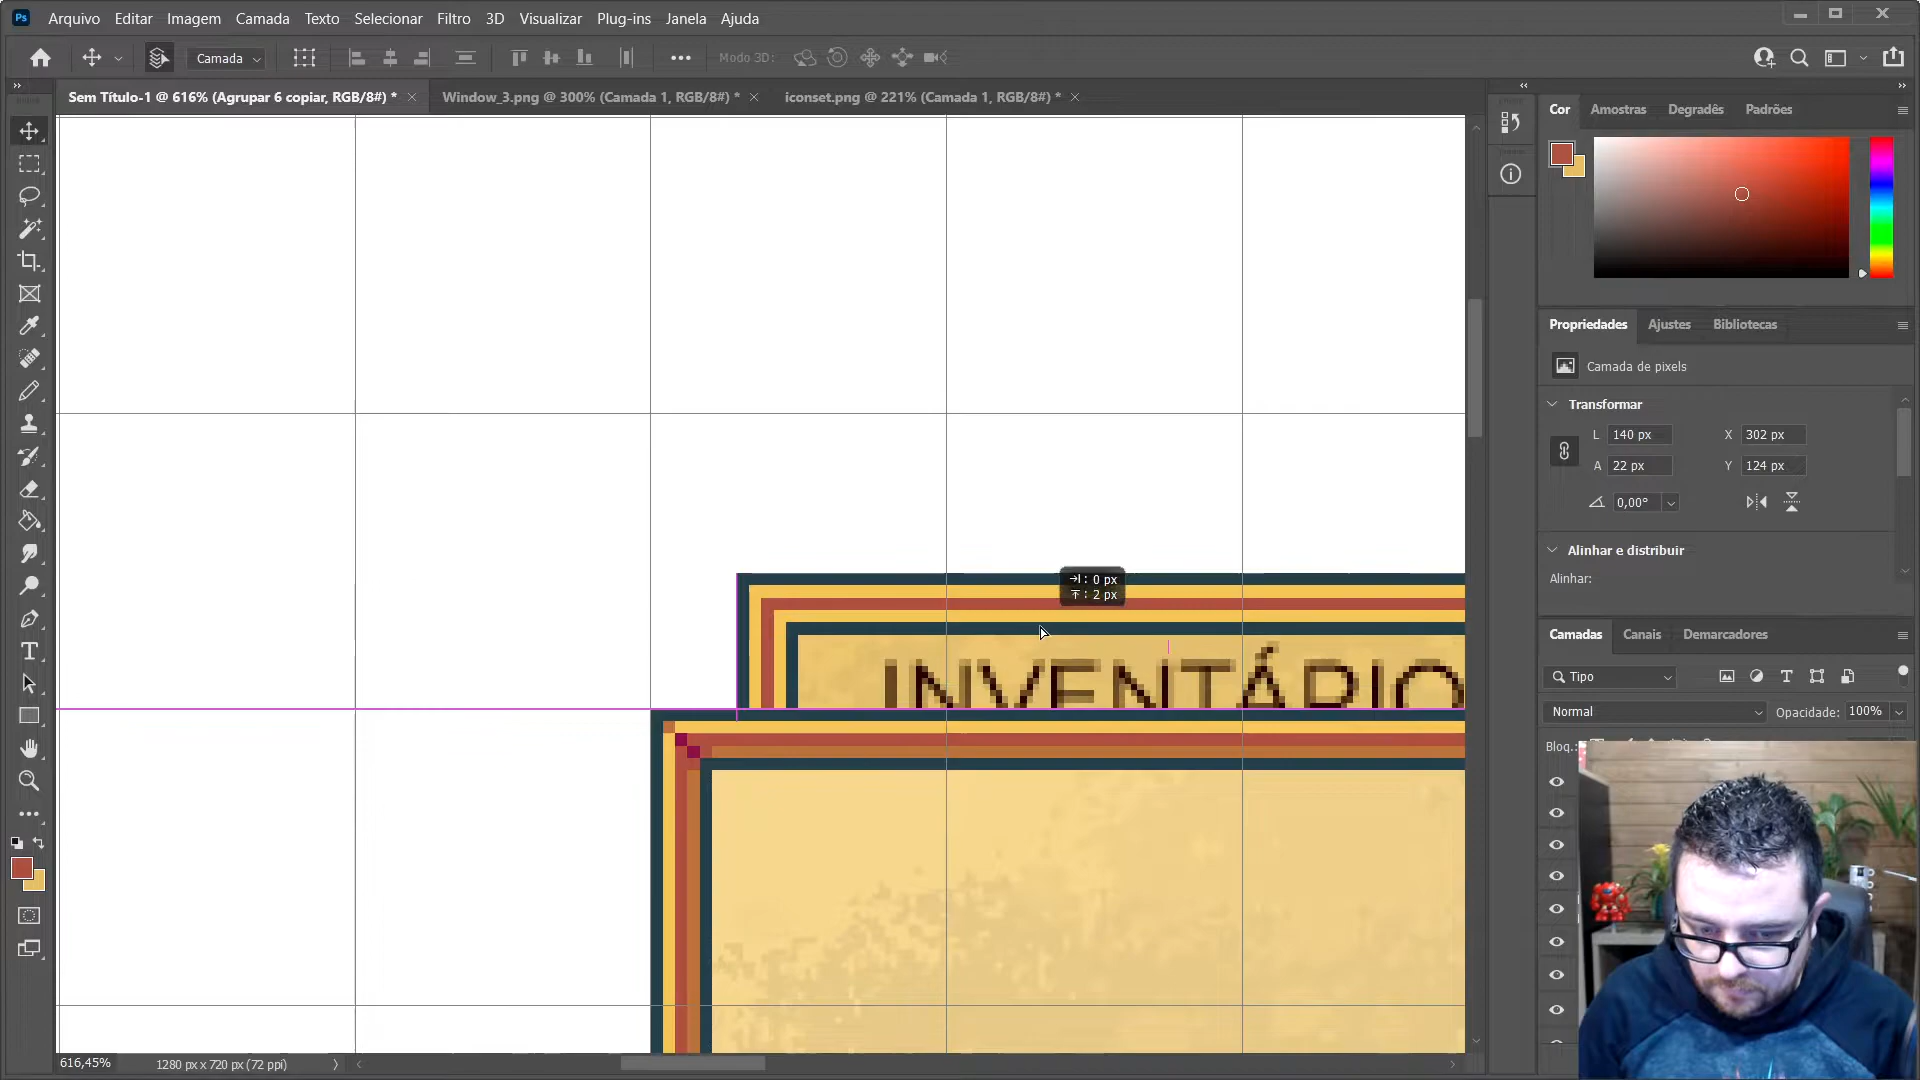 Ps Arquivo Editar Imagem Camada Texto Selecionar Filtro 3D Visualizar Plug-ins Janela Ajuda
Camada Modo 3D:
Sem Título-1 @ 616% (Agrupar 6 copiar, RGB/8#) * Window_3.png @ 300% (Camada 1, RGB/8#) * iconset.png @ 221% (Camada 1, RGB/8#) *
Cor Amostras Degradês Padrões
Propriedades Ajustes Bibliotecas
Camada de pixels
Transformar
L 140 px X 302 px
A 22 px Y 124 px
0,00°
Alinhar e distribuir
Alinhar:
: 0 px
: 2 px
INVENTÁRIO
Camadas Canais Demarcadores
Tipo
Normal Opacidade: 100%
Bloq.:
616,45% 1280 px x 720 px (72 ppi)